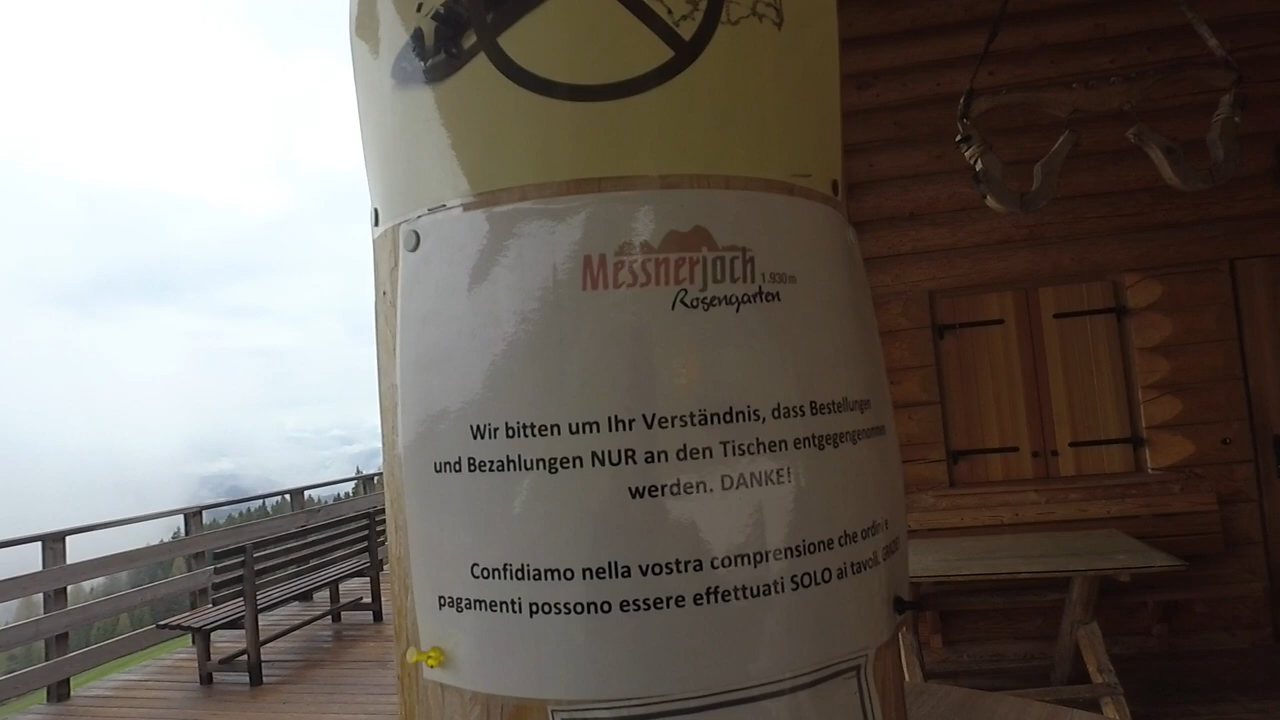 Messnerjoch 1.930 m
Rosengarten
Wir bitten um Ihr Verständnis, dass Bestellungen
und Bezahlungen NUR an den Tischen entgegengenommen
werden. DANKE!
Confidiamo nella vostra comprensione che ordini e
pagamenti possono essere effettuati SOLO ai tavoli. GRAZIE!